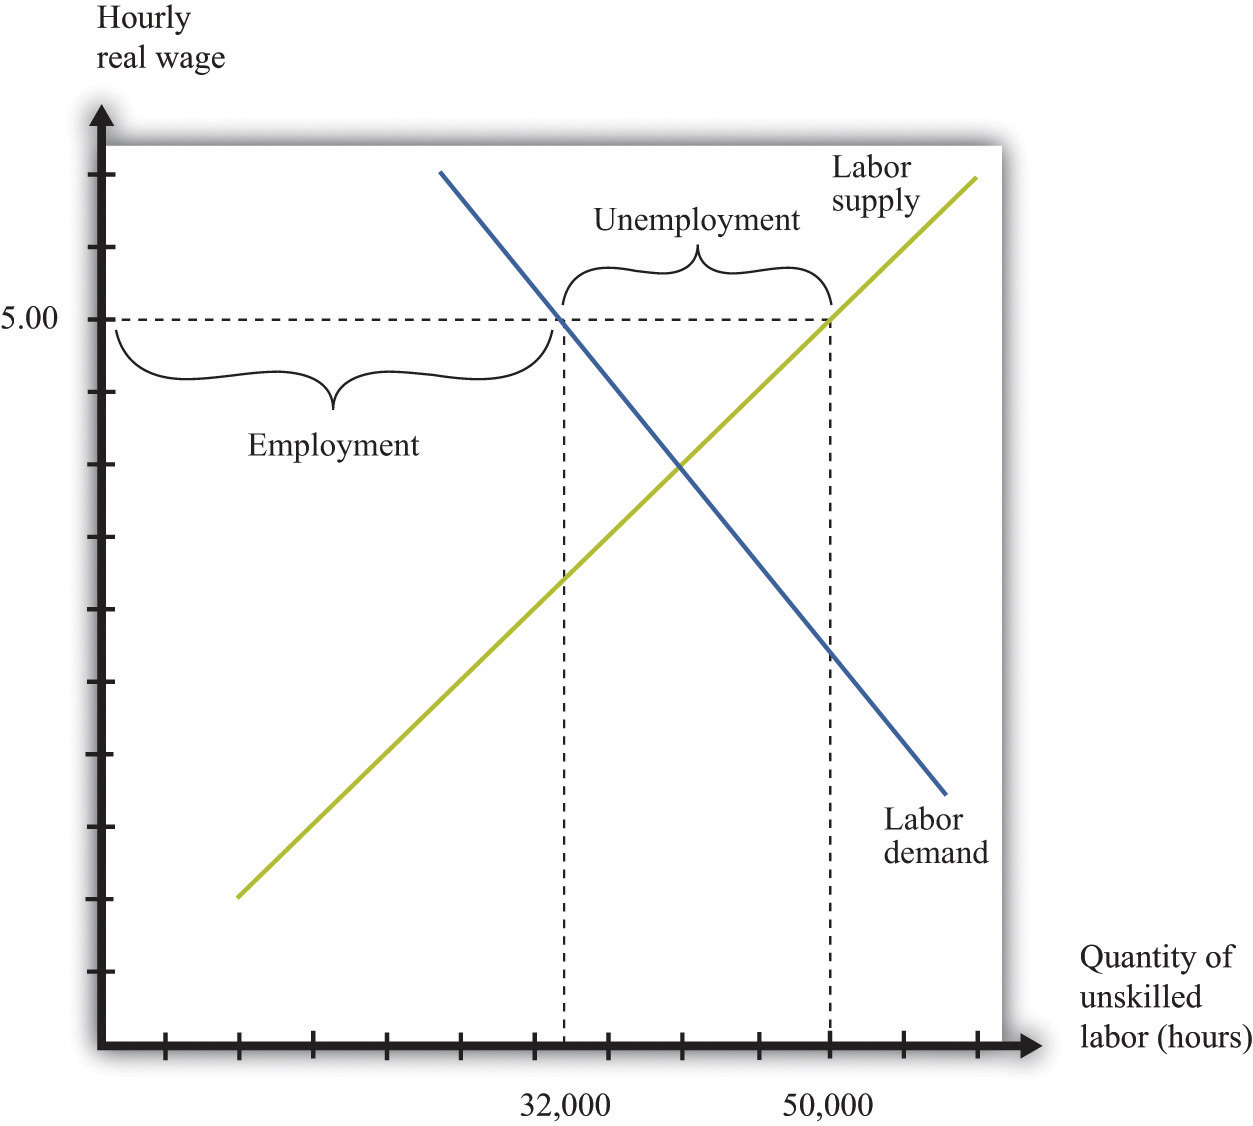 Hourly
real wage
Labor
supply
Unemployment
5.00
Employment
Labor
demand
Quantity of
unskilled
labor (hours)
32,000
50,000